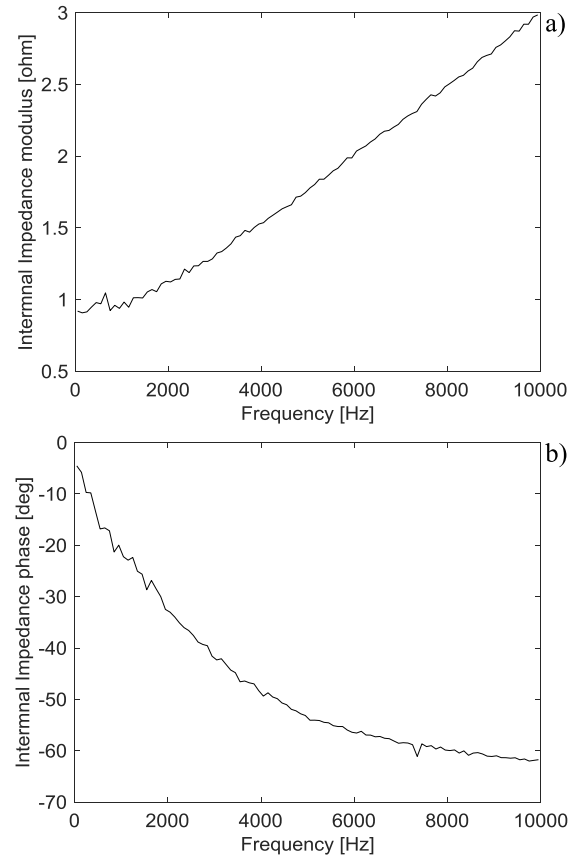 a)
3
2.5
2
1.5
1
0.5
Intermnal Impedance modulus [ohm]
0 2000 4000 6000 8000 10000
Frequency [Hz]
b)
0
-10
-20
-30
-40
-50
-60
-70
Intermnal Impedance phase [deg]
0 2000 4000 6000 8000 10000
Frequency [Hz]